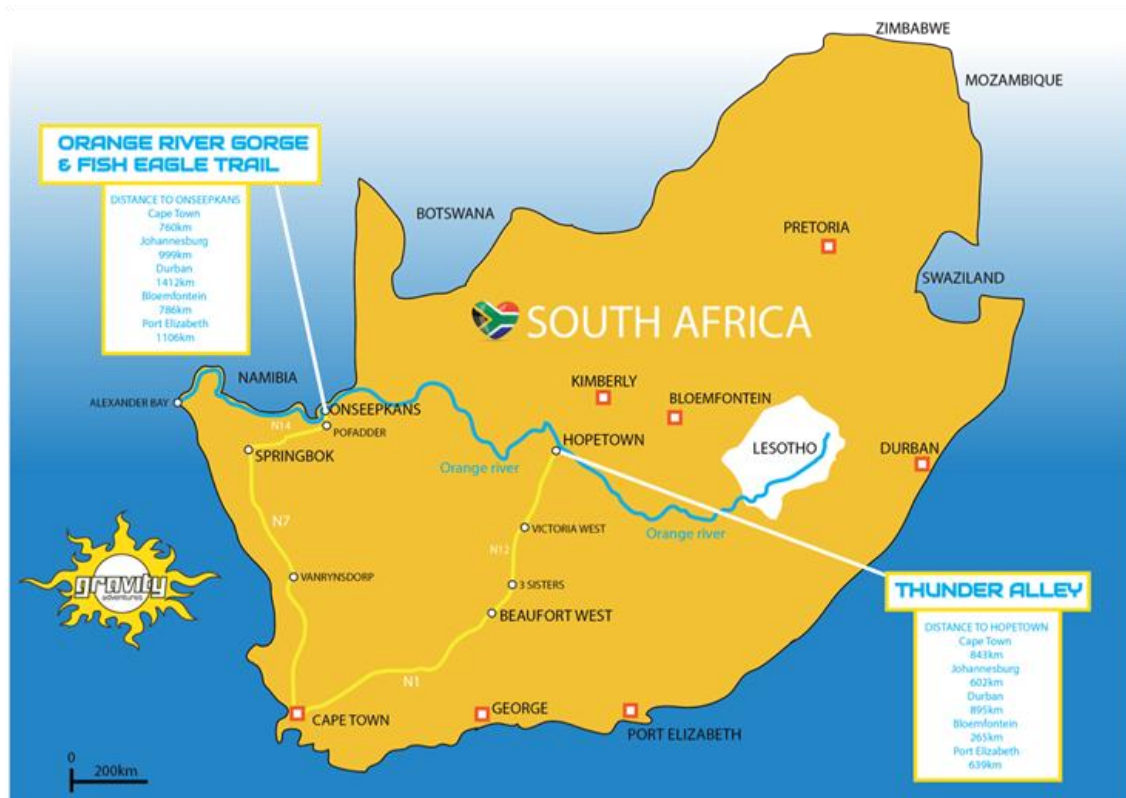 ZIMBABWE
MOZAMBIQUE
ORANGE RIVER GORGE
& FISH EAGLE TRAIL
DISTANCE TO ONSEEPKANS
Cape Town
760km
Johannesburg
999km
Durban
1412km
Bloemfontein
786km
Port Elizabeth
1106km
BOTSWANA
PRETORIA
SWAZILAND
SOUTH AFRICA
NAMIBIA
KIMBERLY
BLOEMFONTEIN
ALEXANDER BAY
ONSEEPKANS
N14
POFADDER
SPRINGBOK
HOPETOWN
LESOTHO
DURBAN
Orange river
Orange river
N7
VICTORIA WEST
N12
VANRYNSDORP
3 SISTERS
BEAUFORT WEST
gravity
adventures
N1
CAPE TOWN
GEORGE
PORT ELIZABETH
THUNDER ALLEY
DISTANCE TO HOPETOWN
Cape Town
843km
Johannesburg
602km
Durban
895km
Bloemfontein
265km
Port Elizabeth
639km
0
200km